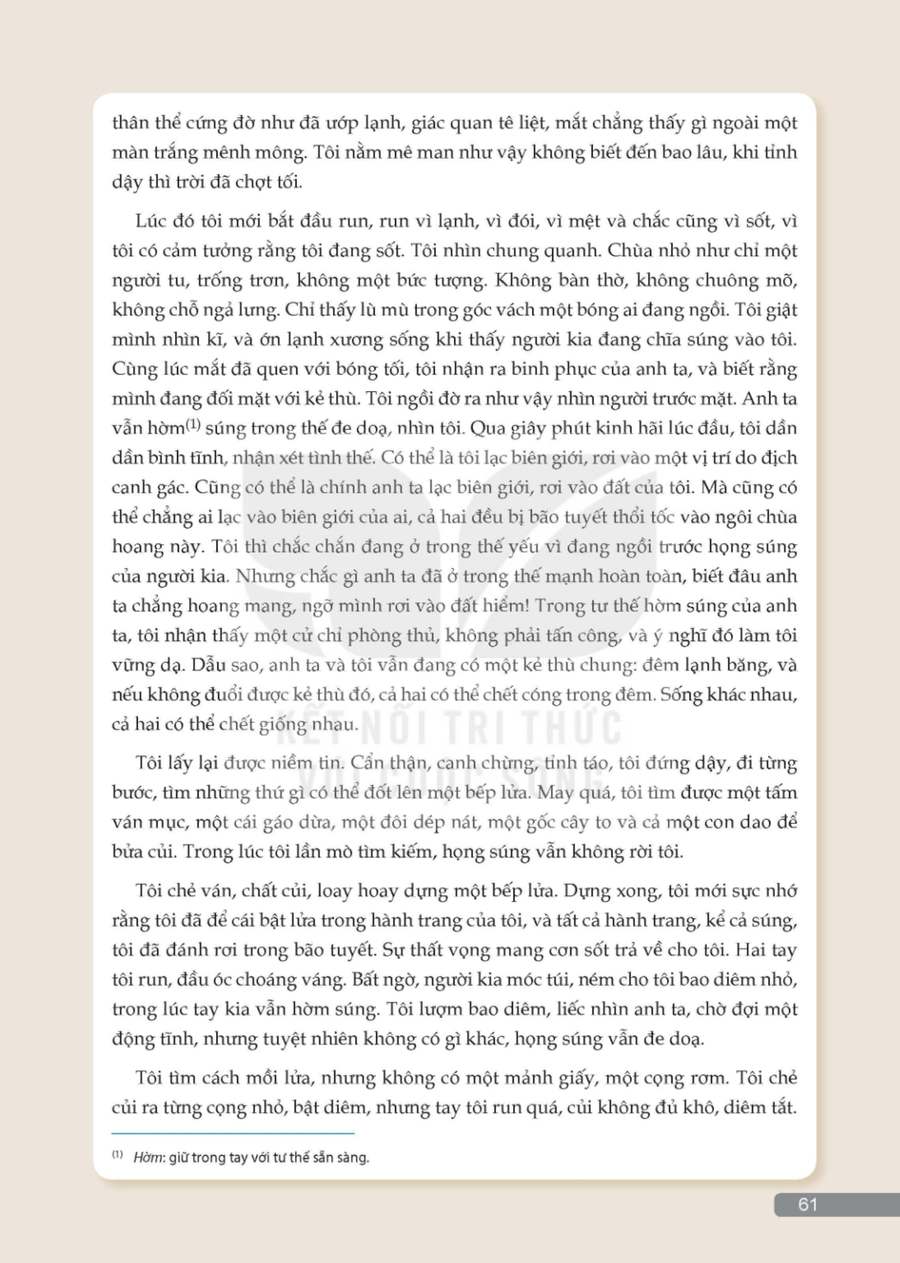 thân thể cứng đờ như đã ướp lạnh, giác quan tê liệt, mắt chẳng thấy gì ngoài một
màn trắng mênh mông. Tôi nằm mê man như vậy không biết đến bao lâu, khi tỉnh
dậy thì trời đã chợt tối.
Lúc đó tôi mới bắt đầu run, run vì lạnh, vì đói, vì mệt và chắc cũng vì sốt, vì
tôi có cảm tưởng rằng tôi đang sốt. Tôi nhìn chung quanh. Chùa nhỏ như chỉ một
người tu, trống trơn, không một bức tượng. Không bàn thờ, không chuông mõ,
không chỗ ngả lưng. Chỉ thấy lù mù trong góc vách một bóng ai đang ngồi. Tôi giật
mình nhìn kĩ, và ớn lạnh xương sống khi thấy người kia đang chĩa súng vào tôi.
Cùng lúc mắt đã quen với bóng tối, tôi nhận ra binh phục của anh ta, và biết rằng
mình đang đối mặt với kẻ thù. Tôi ngồi đờ ra như vậy nhìn người trước mặt. Anh ta
vẫn hờm(1) súng trong thế đe doạ, nhìn tôi. Qua giây phút kinh hãi lúc đầu, tôi dần
dần bình tĩnh, nhận xét tình thế. Có thể là tôi lạc biên giới, rơi vào một vị trí do địch
canh gác. Cũng có thể là chính anh ta lạc biên giới, rơi vào đất của tôi. Mà cũng có
thể chẳng ai lạc vào biên giới của ai, cả hai đều bị bão tuyết thổi tốc vào ngôi chùa
hoang này. Tôi thì chắc chắn đang ở trong thế yếu vì đang ngồi trước họng súng
của người kia. Nhưng chắc gì anh ta đã ở trong thế mạnh hoàn toàn, biết đâu anh
ta chẳng hoang mang, ngỡ mình rơi vào đất hiểm! Trong tư thế hờm súng của anh
ta, tôi nhận thấy một cử chỉ phòng thủ, không phải tấn công, và ý nghĩ đó làm tôi
vững dạ. Dẫu sao, anh ta và tôi vẫn đang có một kẻ thù chung: đêm lạnh băng, và
nếu không đuổi được kẻ thù đó, cả hai có thể chết cóng trong đêm. Sống khác nhau,
cả hai có thể chết giống nhau.
KẾT NỐI TRI THỨC
VỚI CUỘC SỐNG
Tôi lấy lại được niềm tin. Cẩn thận, canh chừng, tỉnh táo, tôi đứng dậy, đi từng
bước, tìm những thứ gì có thể đốt lên một bếp lửa. May quá, tôi tìm được một tấm
ván mục, một cái gáo dừa, một đôi dép nát, một gốc cây to và cả một con dao để
bửa củi. Trong lúc tôi lần mò tìm kiếm, họng súng vẫn không rời tôi.
Tôi chẻ ván, chất củi, loay hoay dựng một bếp lửa. Dựng xong, tôi mới sực nhớ
rằng tôi đã để cái bật lửa trong hành trang của tôi, và tất cả hành trang, kể cả súng,
tôi đã đánh rơi trong bão tuyết. Sự thất vọng mang cơn sốt trả về cho tôi. Hai tay
tôi run, đầu óc choáng váng. Bất ngờ, người kia móc túi, ném cho tôi bao diêm nhỏ,
trong lúc tay kia vẫn hờm súng. Tôi lượm bao diêm, liếc nhìn anh ta, chờ đợi một
động tĩnh, nhưng tuyệt nhiên không có gì khác, họng súng vẫn đe doạ.
Tôi tìm cách mồi lửa, nhưng không có một mảnh giấy, một cọng rơm. Tôi chẻ
củi ra từng cọng nhỏ, bật diêm, nhưng tay tôi run quá, củi không đủ khô, diêm tắt.
(1) Hờm: giữ trong tay với tư thế sẵn sàng.
61